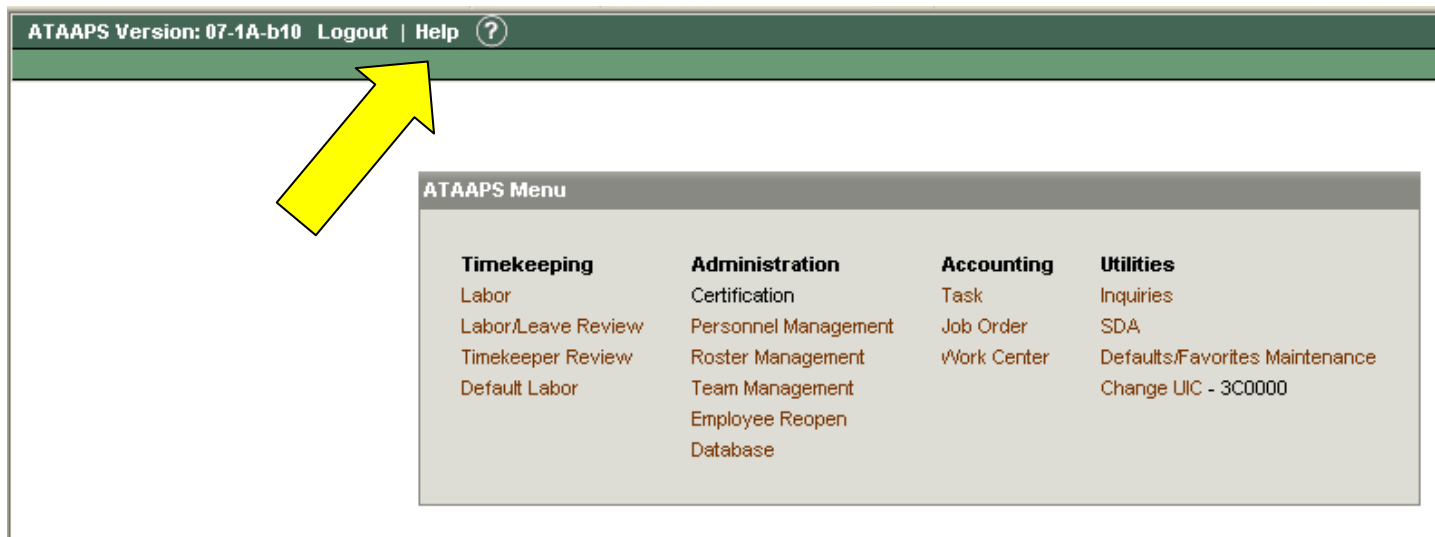 ATAAPS Version: 07-1A-b10 Logout | Help ?
ATAAPS Menu
Timekeeping
Labor
Labor/Leave Review
Timekeeper Review
Default Labor
Administration
Certification
Personnel Management
Roster Management
Team Management
Employee Reopen
Database
Accounting
Task
Job Order
Work Center
Utilities
Inquiries
SDA
Defaults/Favorites Maintenance
Change UIC - 3C0000